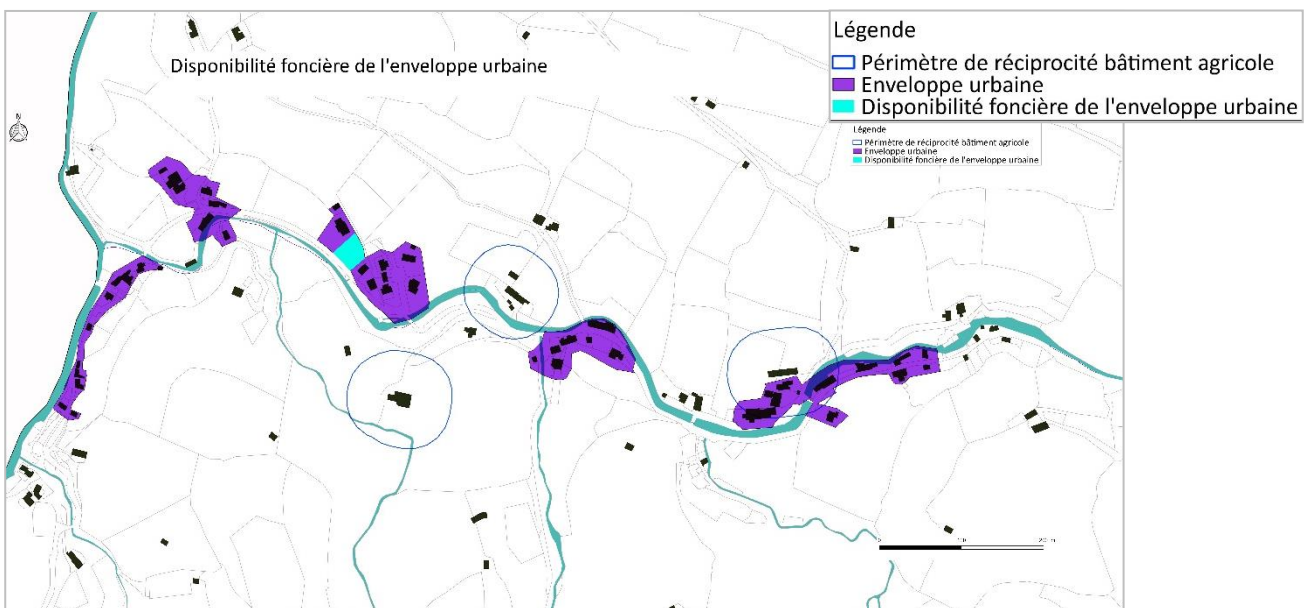 Disponibilité foncière de l'enveloppe urbaine
Légende
Périmètre de réciprocité bâtiment agricole
Enveloppe urbaine
Disponibilité foncière de l'enveloppe urbaine
Légende
Périmètre de réciprocité bâtiment agricole
Enveloppe urbaine
Disponibilité foncière de l'enveloppe urbaine
N
0